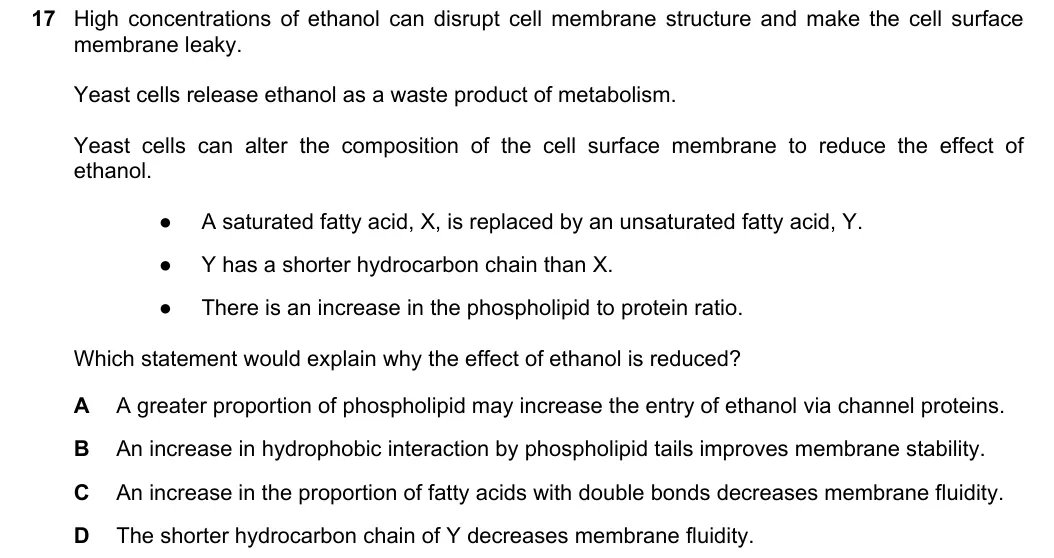 17 High concentrations of ethanol can disrupt cell membrane structure and make the cell surface
membrane leaky.
Yeast cells release ethanol as a waste product of metabolism.
Yeast cells can alter the composition of the cell surface membrane to reduce the effect of
ethanol.
● A saturated fatty acid, X, is replaced by an unsaturated fatty acid, Y.
● Y has a shorter hydrocarbon chain than X.
● There is an increase in the phospholipid to protein ratio.
Which statement would explain why the effect of ethanol is reduced?
A A greater proportion of phospholipid may increase the entry of ethanol via channel proteins.
B An increase in hydrophobic interaction by phospholipid tails improves membrane stability.
C An increase in the proportion of fatty acids with double bonds decreases membrane fluidity.
D The shorter hydrocarbon chain of Y decreases membrane fluidity.